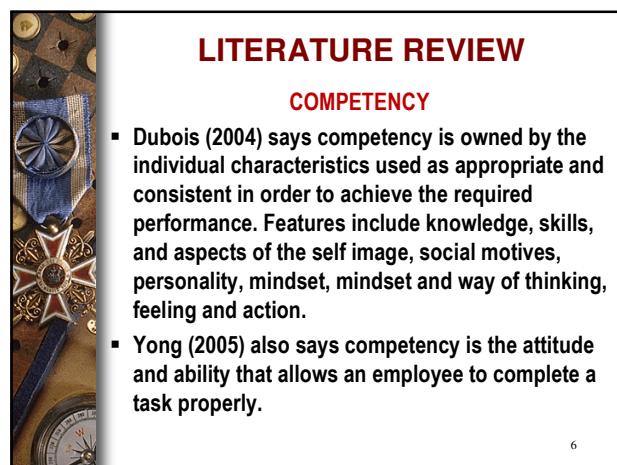 LITERATURE REVIEW
COMPETENCY
▪ Dubois (2004) says competency is owned by the
individual characteristics used as appropriate and
consistent in order to achieve the required
performance. Features include knowledge, skills,
and aspects of the self image, social motives,
personality, mindset, mindset and way of thinking,
feeling and action.
▪ Yong (2005) also says competency is the attitude
and ability that allows an employee to complete a
task properly.
6